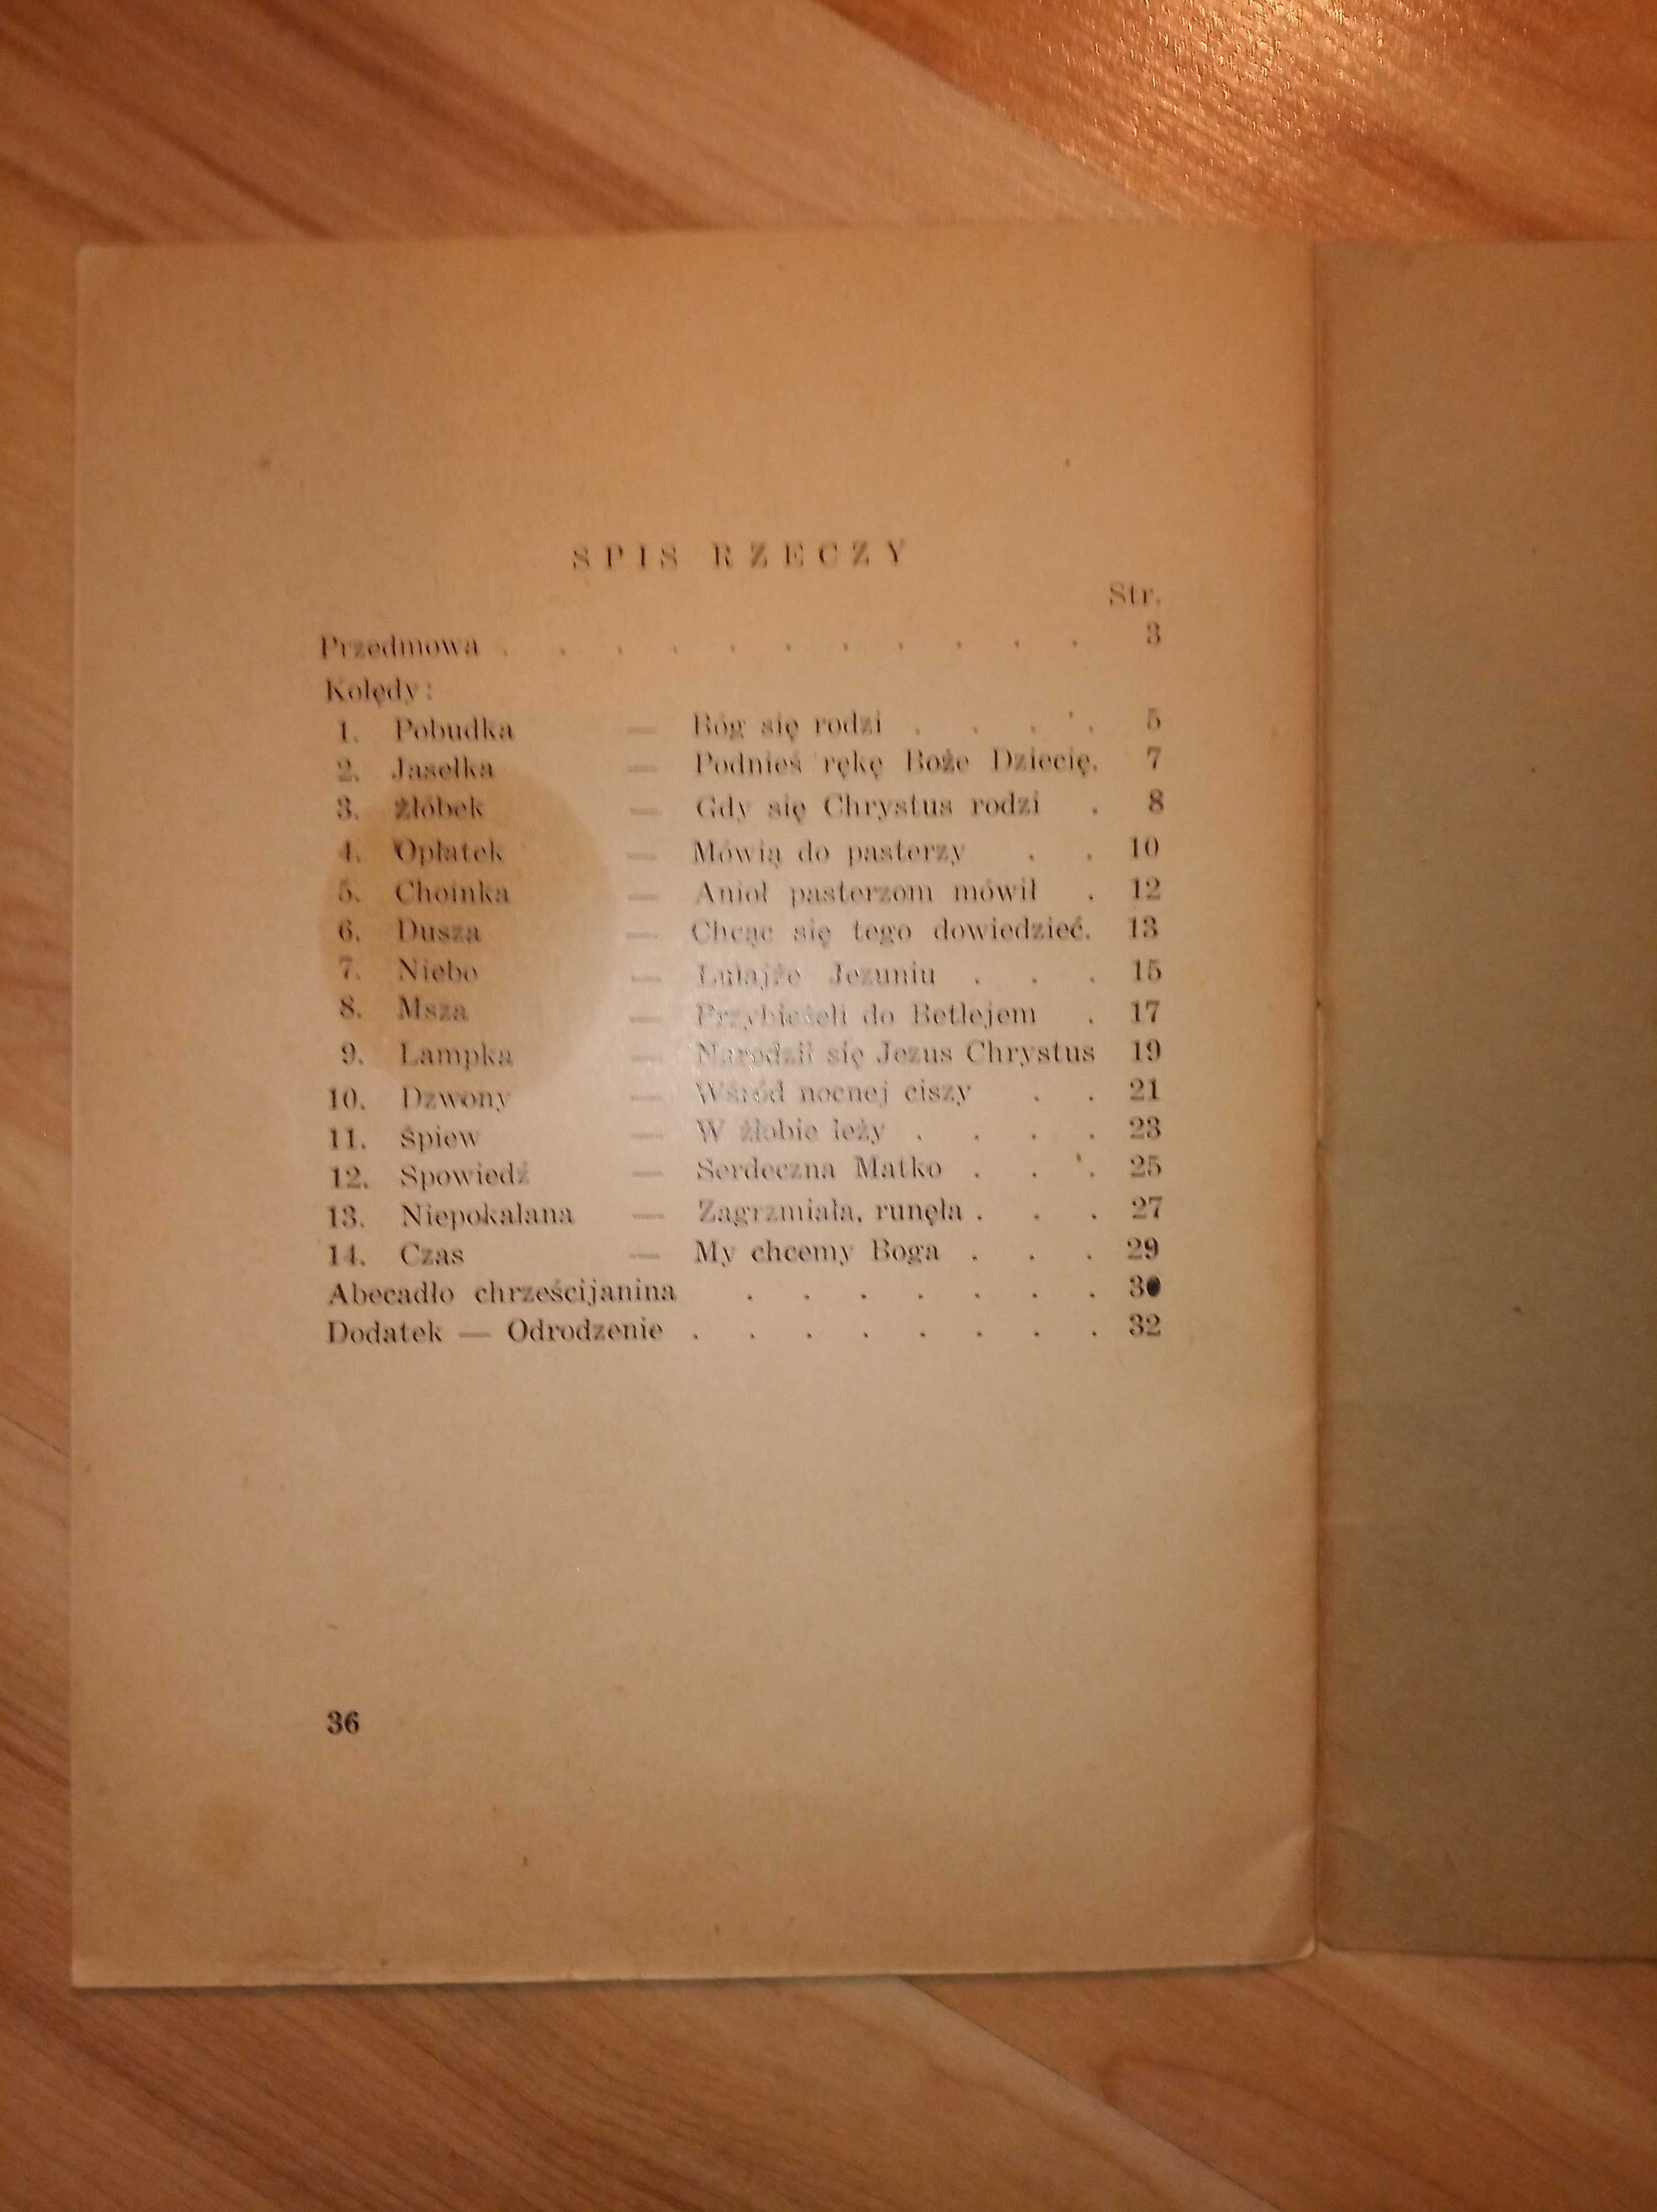 SPIS RZECZY
Str.
Przedmowa . . . . . . . . . . . 3
Kolędy:
1. Pobudka — Bóg się rodzi . . . . 5
2. Jasełka — Podnieś rękę Boże Dziecię. 7
3. Żłóbek — Gdy się Chrystus rodzi . 8
4. Opłatek — Mówią do pasterzy . . 10
5. Choinka — Anioł pasterzom mówił . 12
6. Dusza — Chcąc się tego dowiedzieć. 13
7. Niebo — Lulajże Jezuniu . . . 15
8. Msza — Przybieżeli do Betlejem . 17
9. Lampka — Narodził się Jezus Chrystus 19
10. Dzwony — Wśród nocnej ciszy . . 21
11. Śpiew — W żłobie leży . . . . 23
12. Spowiedź — Serdeczna Matko . . . 25
13. Niepokalana — Zagrzmiała, runęła . . . 27
14. Czas — My chcemy Boga . . . 29
Abecadło chrześcijanina . . . . . . . 30
Dodatek — Odrodzenie . . . . . . . . 32
36